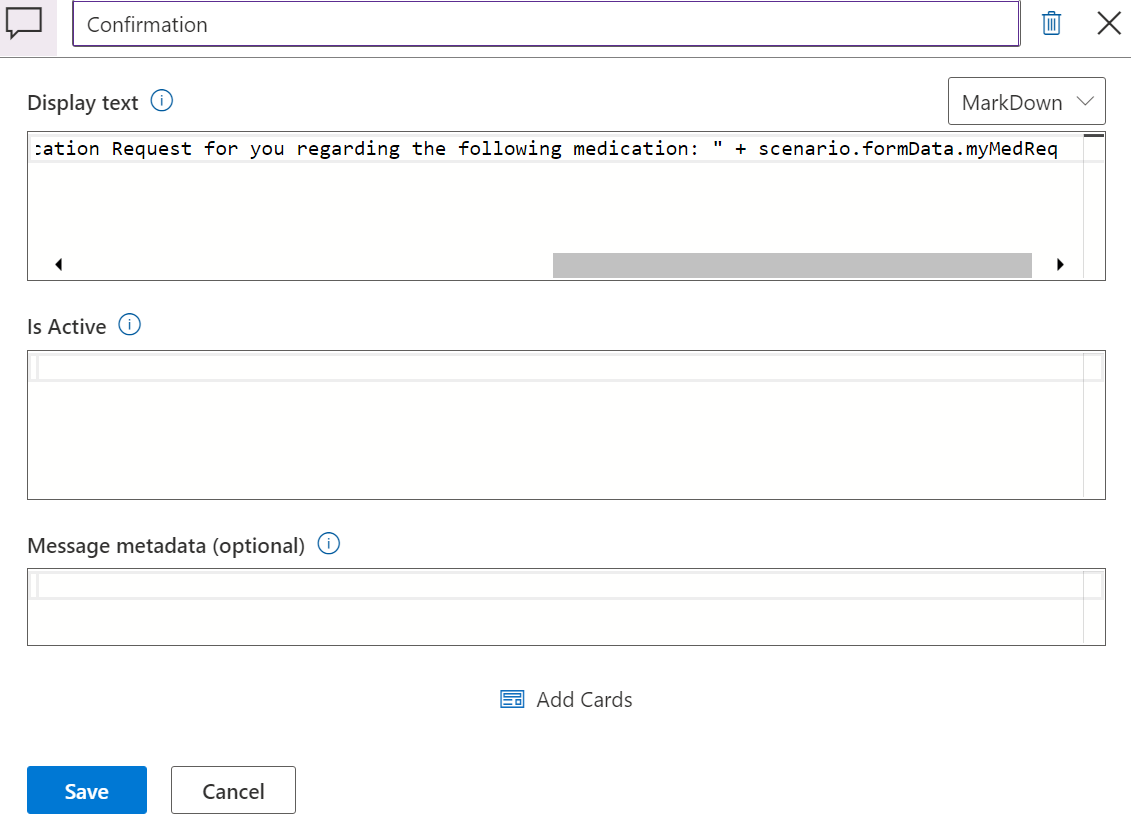 Confirmation
Display text
MarkDown
Request for you regarding the following medication: " + scenario.formData.myMedReq
Is Active
Message metadata (optional)
Add Cards
Save Cancel